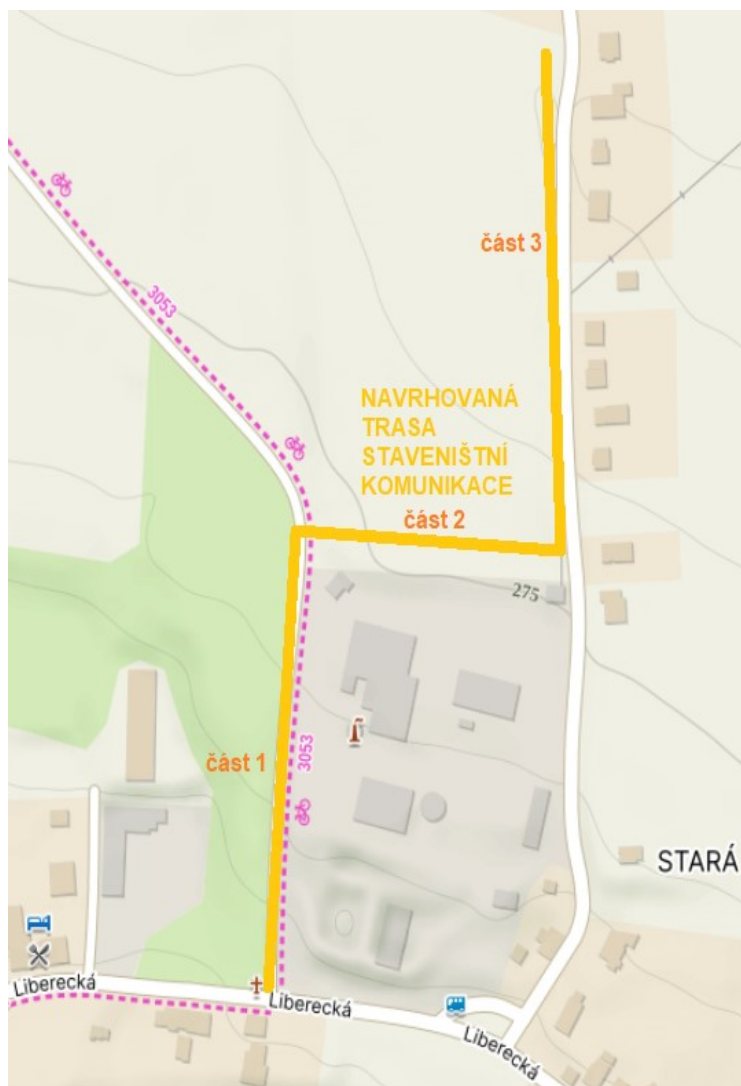 část 3
3053
NAVRHOVANÁ
TRASA
STAVENIŠTNÍ
KOMUNIKACE
část 2
275
část 1
3053
STARÁ
Liberecká
Liberecká
Liberecká